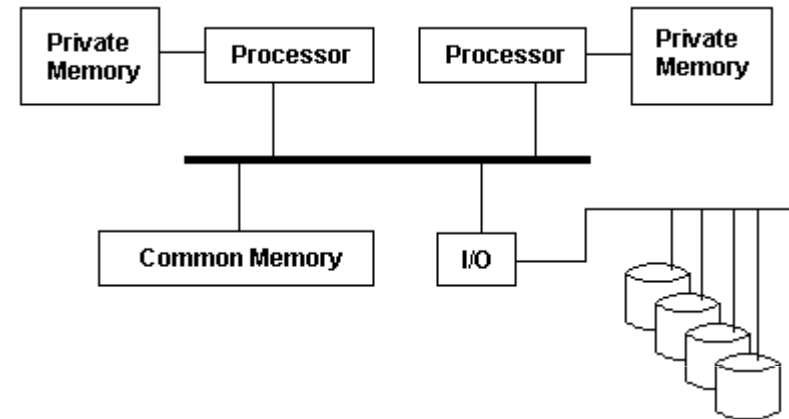 Private
Memory
Processor
Processor
Private
Memory
Common Memory
I/O